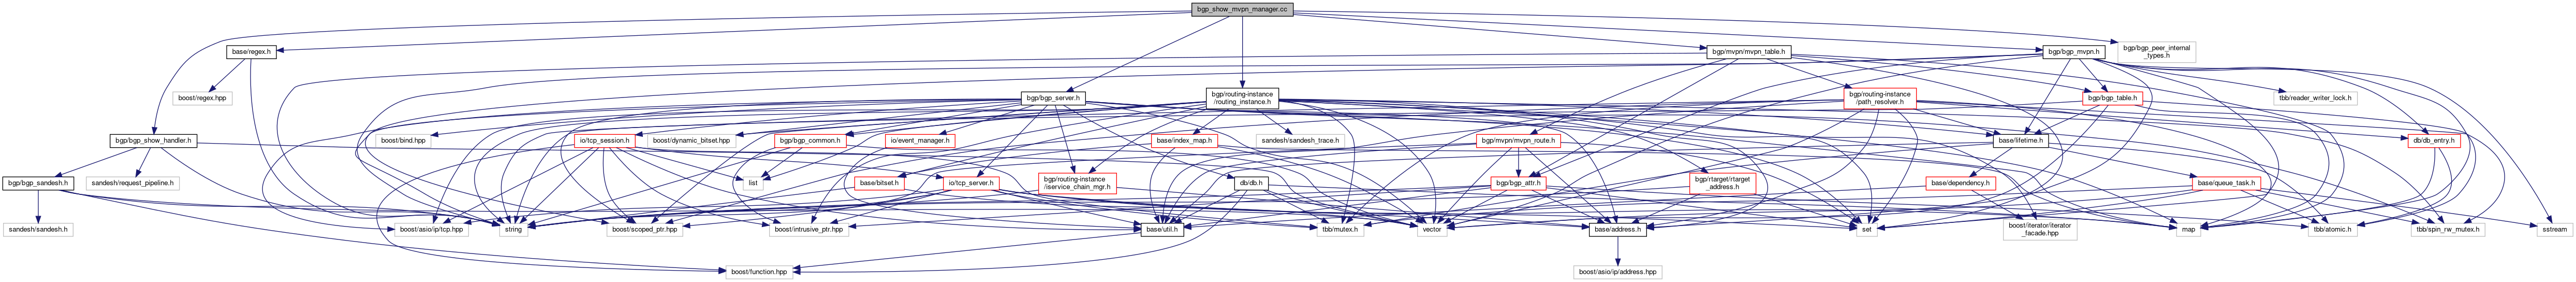 bgp_show_mvpn_manager.cc
base/regex.h
bgp/mvpn/mvpn_table.h
bgp/bgp_mvpn.h
bgp/bgp_peer_internal
_types.h
boost/regex.hpp
bgp/bgp_server.h
bgp/routing-instance
/routing_instance.h
bgp/routing-instance
/path_resolver.h
bgp/bgp_table.h
tbb/reader_writer_lock.h
bgp/bgp_show_handler.h
boost/bind.hpp
io/tcp_session.h
boost/dynamic_bitset.hpp
bgp/bgp_common.h
io/event_manager.h
base/index_map.h
sandesh/sandesh_trace.h
bgp/mvpn/mvpn_route.h
base/lifetime.h
db/db_entry.h
bgp/bgp_sandesh.h
sandesh/request_pipeline.h
list
base/bitset.h
io/tcp_server.h
bgp/routing-instance
/iservice_chain_mgr.h
db/db.h
bgp/bgp_attr.h
bgp/rtarget/rtarget
_address.h
base/dependency.h
base/queue_task.h
sandesh/sandesh.h
boost/asio/ip/tcp.hpp
string
boost/scoped_ptr.hpp
boost/intrusive_ptr.hpp
base/util.h
tbb/mutex.h
vector
base/address.h
set
boost/iterator/iterator
_facade.hpp
map
tbb/atomic.h
tbb/spin_rw_mutex.h
sstream
boost/function.hpp
boost/asio/ip/address.hpp